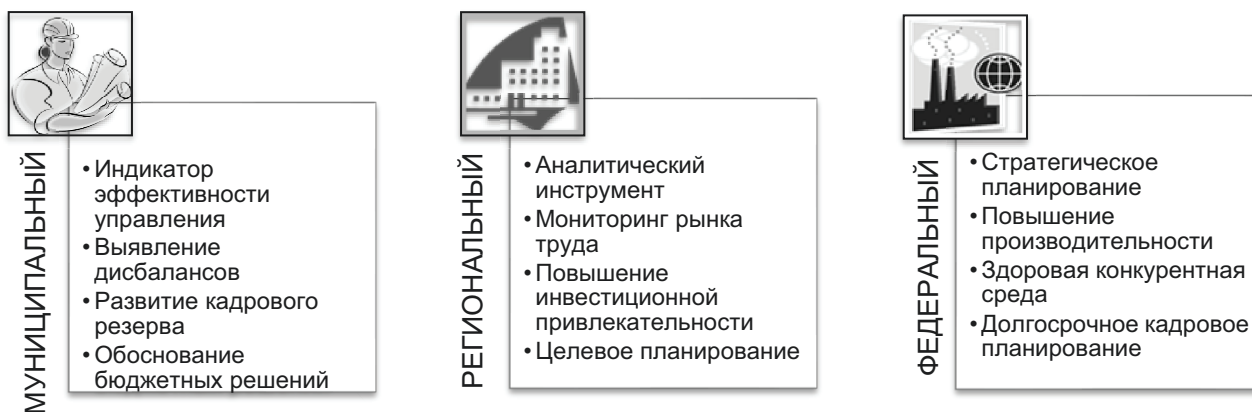 МУНИЦИПАЛЬНЫЙ
• Индикатор
эффективности
управления
• Выявление
дисбалансов
• Развитие кадрового
резерва
• Обоснование
бюджетных решений
РЕГИОНАЛЬНЫЙ
• Аналитический
инструмент
• Мониторинг рынка
труда
• Повышение
инвестиционной
привлекательности
• Целевое планирование
ФЕДЕРАЛЬНЫЙ
• Стратегическое
планирование
• Повышение
производительности
• Здоровая конкурентная
среда
• Долгосрочное кадровое
планирование